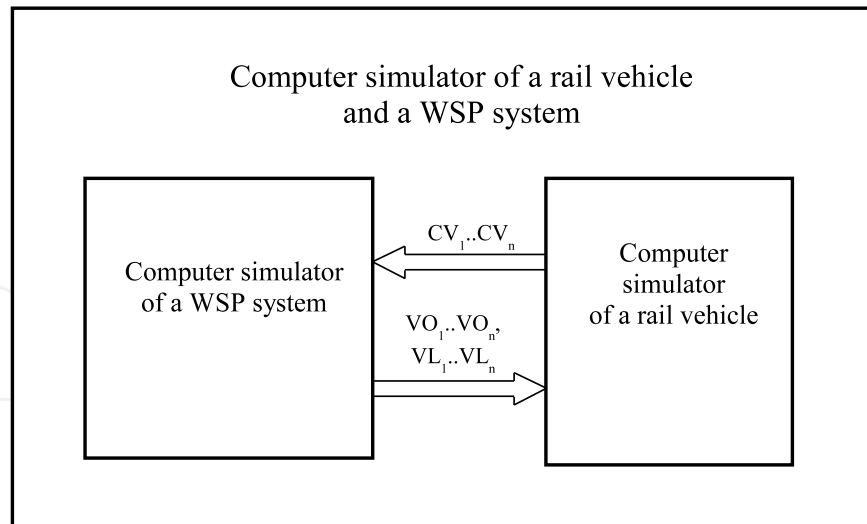 Computer simulator of a rail vehicle
and a WSP system
Computer simulator
of a WSP system
CV₁..CVₙ
VO₁..VOₙ,
VL₁..VLₙ
Computer
simulator
of a rail vehicle